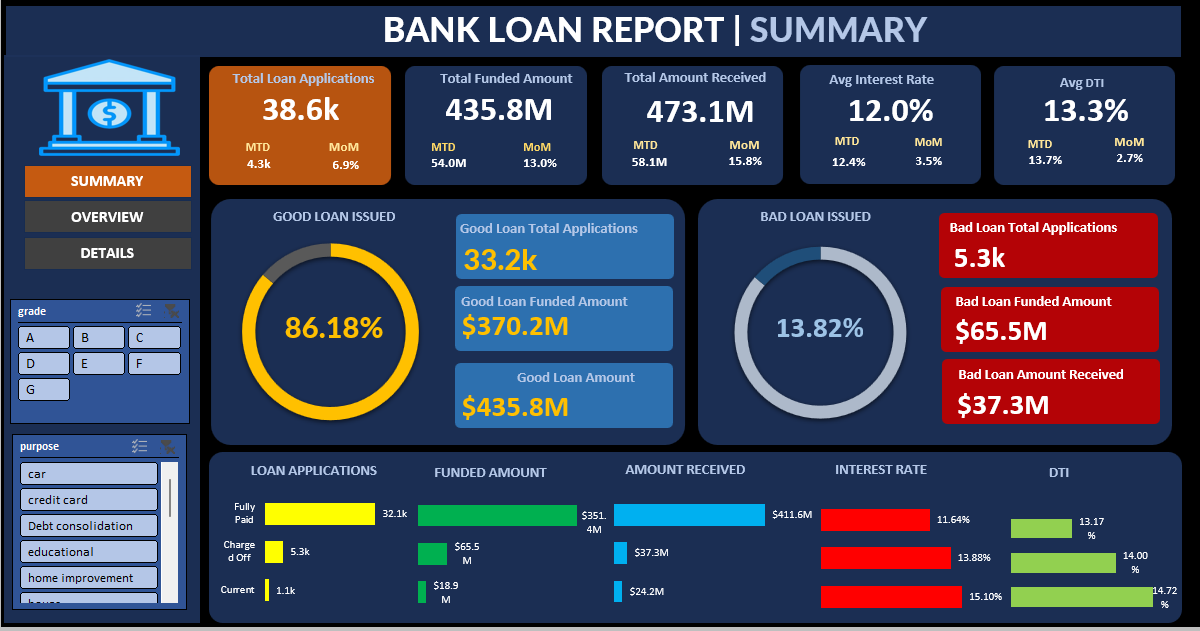 BANK LOAN REPORT | SUMMARY
Total Loan Applications
38.6k
MTD MoM
4.3k 6.9%
Total Funded Amount
435.8M
MTD MoM
54.0M 13.0%
Total Amount Received
473.1M
MTD MoM
58.1M 15.8%
Avg Interest Rate
12.0%
MTD MoM
12.4% 3.5%
Avg DTI
13.3%
MTD MoM
13.7% 2.7%
$
SUMMARY
OVERVIEW
DETAILS
grade
A B C
D E F
G
purpose
car
credit card
Debt consolidation
educational
home improvement
house
GOOD LOAN ISSUED
86.18%
Good Loan Total Applications
33.2k
Good Loan Funded Amount
$370.2M
Good Loan Amount
$435.8M
BAD LOAN ISSUED
13.82%
Bad Loan Total Applications
5.3k
Bad Loan Funded Amount
$65.5M
Bad Loan Amount Received
$37.3M
LOAN APPLICATIONS
Fully
Paid
32.1k
Charge
d Off
5.3k
Current
1.1k
FUNDED AMOUNT
$351.
4M
$65.5
M
$18.9
M
AMOUNT RECEIVED
$411.6M
$37.3M
$24.2M
INTEREST RATE
11.64%
13.88%
15.10%
DTI
13.17
%
14.00
%
14.72
%